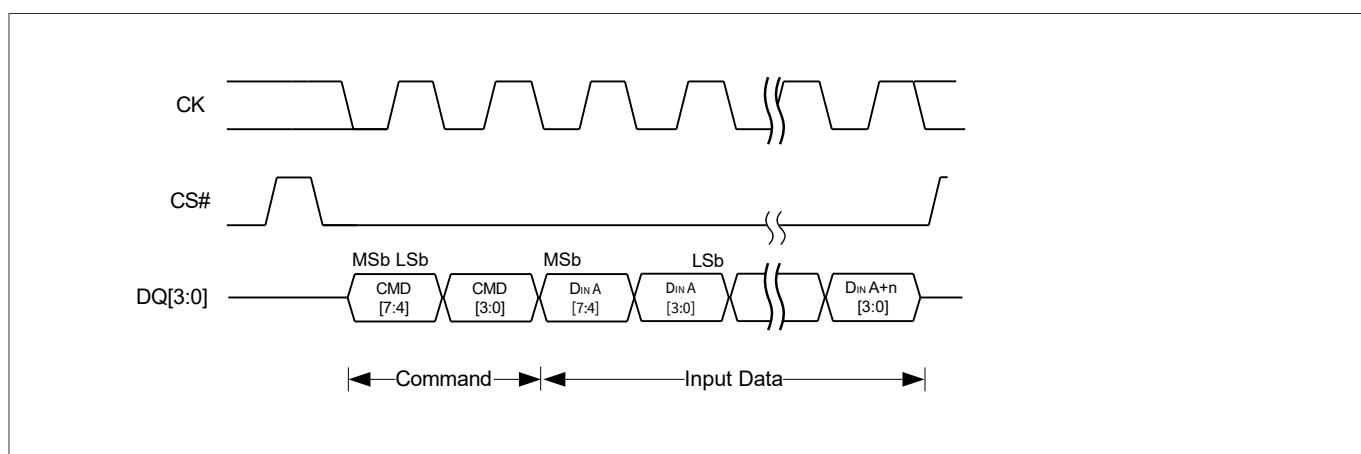 CK
CS#
MSb LSb MSb LSb
DQ[3:0]
CMD [7:4]
CMD [3:0]
DIN A [7:4]
DIN A [3:0]
DIN A+n [3:0]
Command
Input Data